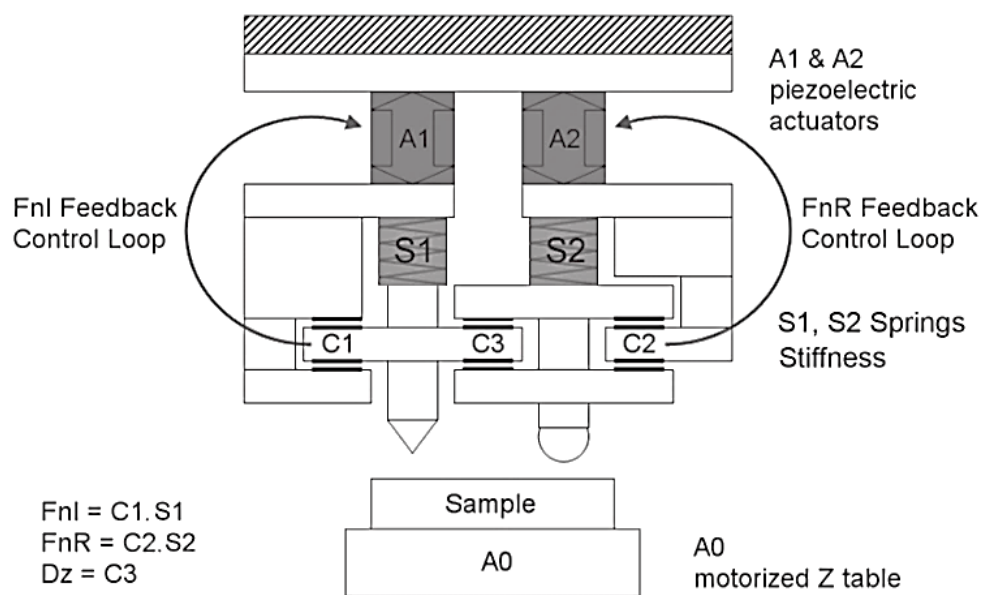 A1 & A2
piezoelectric
actuators
A1
A2
FnI Feedback
Control Loop
FnR Feedback
Control Loop
S1
S2
S1, S2 Springs
Stiffness
C1
C3
C2
FnI = C1.S1
FnR = C2.S2
Dz = C3
Sample
A0
A0
motorized Z table